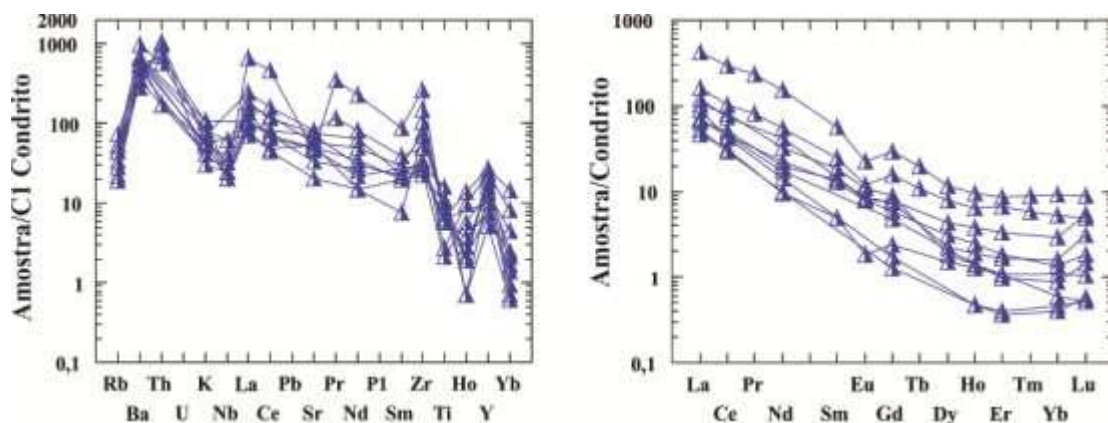 Amostra/C1 Condrito
2000
1000
100
10
1
0,1
Rb Th K La Pb Pr P1 Zr Ho Yb
Ba U Nb Ce Sr Nd Sm Ti Y
Amostra/Condrito
1000
100
10
1
0,1
La Pr Eu Tb Ho Tm Lu
Ce Nd Sm Gd Dy Er Yb